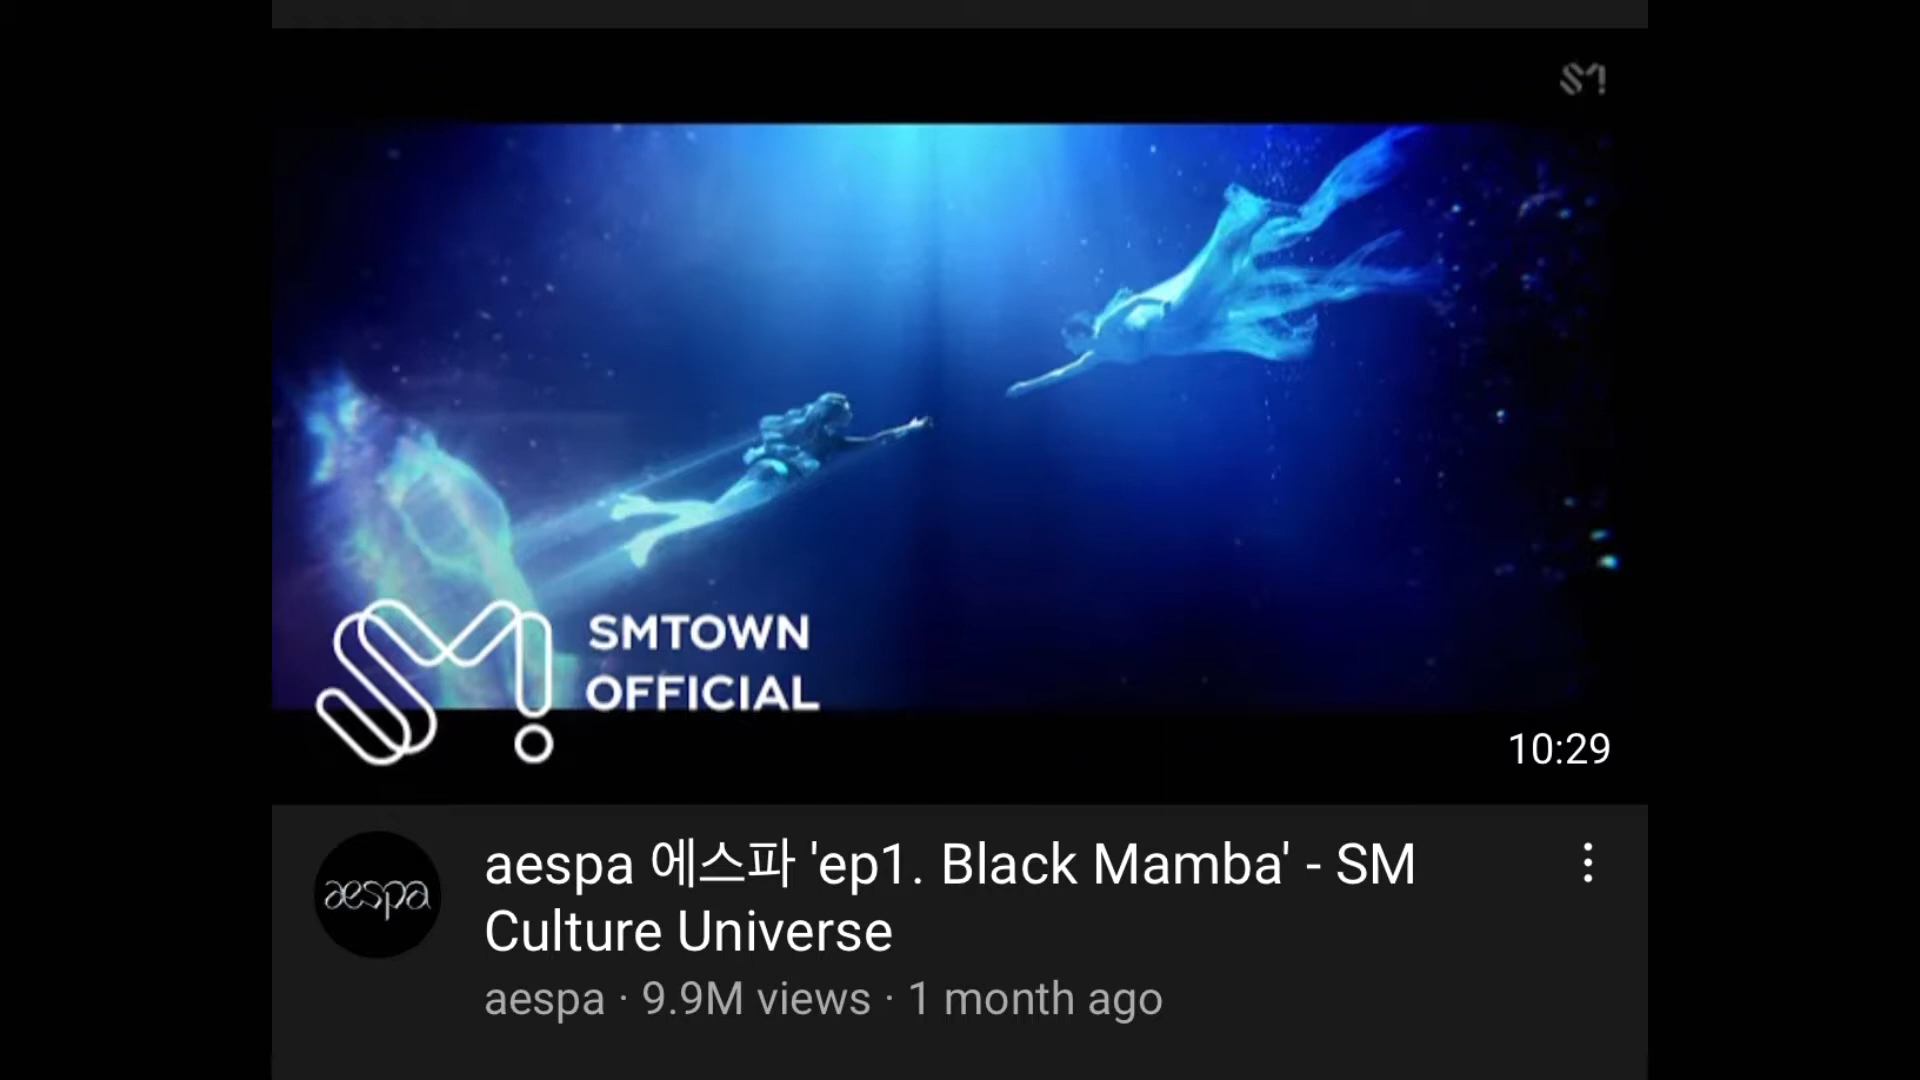 SM!
SMTOWN
OFFICIAL
10:29
aespa
aespa 에스파 'ep1. Black Mamba' - SM
Culture Universe
aespa · 9.9M views · 1 month ago